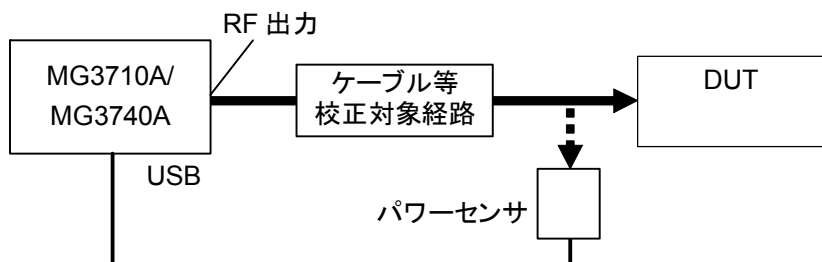 RF 出力
MG3710A/
MG3740A
ケーブル等
校正対象経路
DUT
USB
パワーセンサ